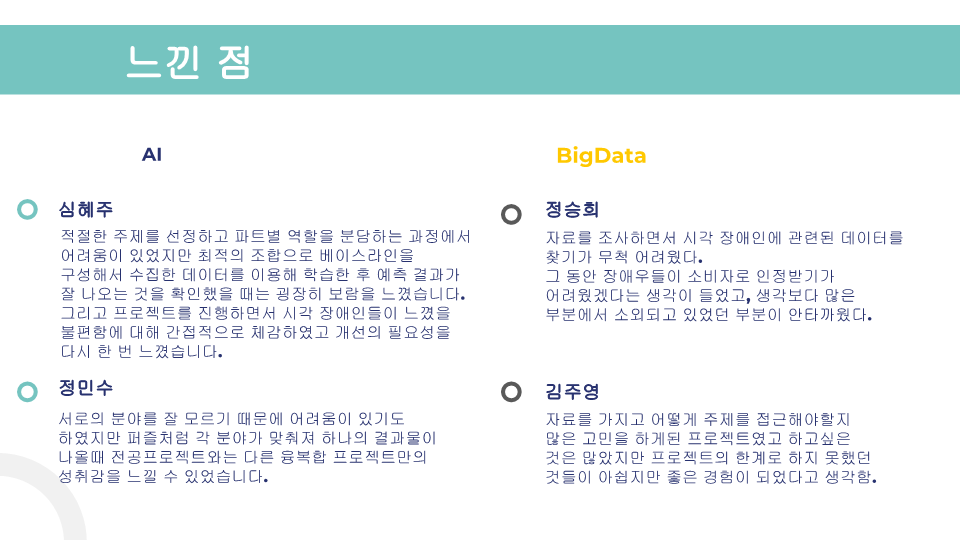 느낀 점
AI
심혜주
적절한 주제를 선정하고 파트별 역할을 분담하는 과정에서
어려움이 있었지만 최적의 조합으로 베이스라인을
구성해서 수집한 데이터를 이용해 학습한 후 예측 결과가
잘 나오는 것을 확인했을 때는 굉장히 보람을 느꼈습니다.
그리고 프로젝트를 진행하면서 시각 장애인들이 느꼈을
불편함에 대해 간접적으로 체감하였고 개선의 필요성을
다시 한 번 느꼈습니다.
정민수
서로의 분야를 잘 모르기 때문에 어려움이 있기도
하였지만 퍼즐처럼 각 분야가 맞춰져 하나의 결과물이
나올때 전공프로젝트와는 다른 융복합 프로젝트만의
성취감을 느낄 수 있었습니다.
BigData
정승희
자료를 조사하면서 시각 장애인에 관련된 데이터를
찾기가 무척 어려웠다.
그 동안 장애우들이 소비자로 인정받기가
어려웠겠다는 생각이 들었고, 생각보다 많은
부분에서 소외되고 있었던 부분이 안타까웠다.
김주영
자료를 가지고 어떻게 주제를 접근해야할지
많은 고민을 하게된 프로젝트였고 하고싶은
것은 많았지만 프로젝트의 한계로 하지 못했던
것들이 아쉽지만 좋은 경험이 되었다고 생각함.